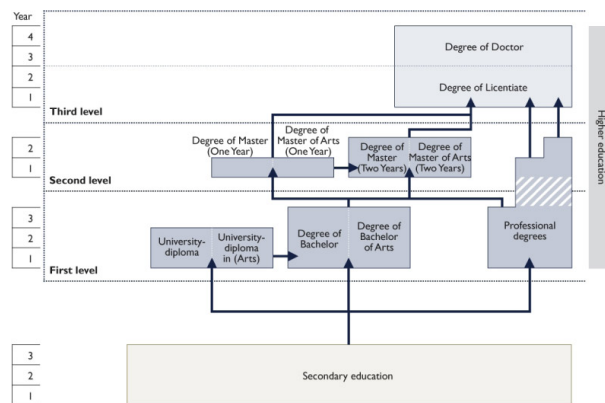 Year
4
3
2
1
Third level
Degree of Doctor
Degree of Licentiate
2
1
Second level
Degree of Master
(One Year)
Degree of
Master of Arts
(One Year)
Degree of
Master
(Two Years)
Degree of
Master of Arts
(Two Years)
3
2
1
First level
University-
diploma
University-
diploma
in (Arts)
Degree of
Bachelor
Degree of
Bachelor
of Arts
Professional
degrees
Higher education
3
2
1
Secondary education